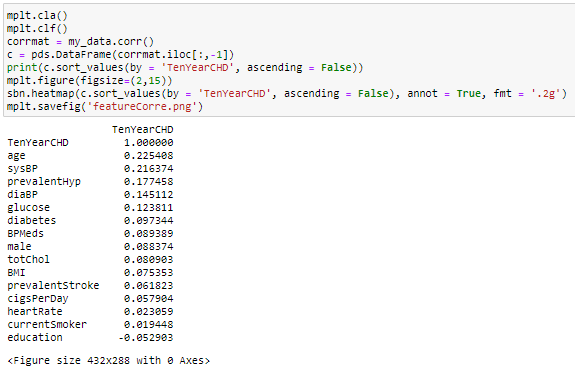 mplt.cla()
mplt.clf()
corrmat = my_data.corr()
c = pds.DataFrame(corrmat.iloc[:,-1])
print(c.sort_values(by = 'TenYearCHD', ascending = False))
mplt.figure(figsize=(2,15))
sbn.heatmap(c.sort_values(by = 'TenYearCHD', ascending = False), annot = True, fmt = '.2g')
mplt.savefig('featureCorre.png')
TenYearCHD
TenYearCHD 1.000000
age 0.225408
sysBP 0.216374
prevalentHyp 0.177458
diaBP 0.145112
glucose 0.123811
diabetes 0.097344
BPMeds 0.089389
male 0.088374
totChol 0.080903
BMI 0.075353
prevalentStroke 0.061823
cigsPerDay 0.057904
heartRate 0.023059
currentSmoker 0.019448
education -0.052903
<Figure size 432x288 with 0 Axes>